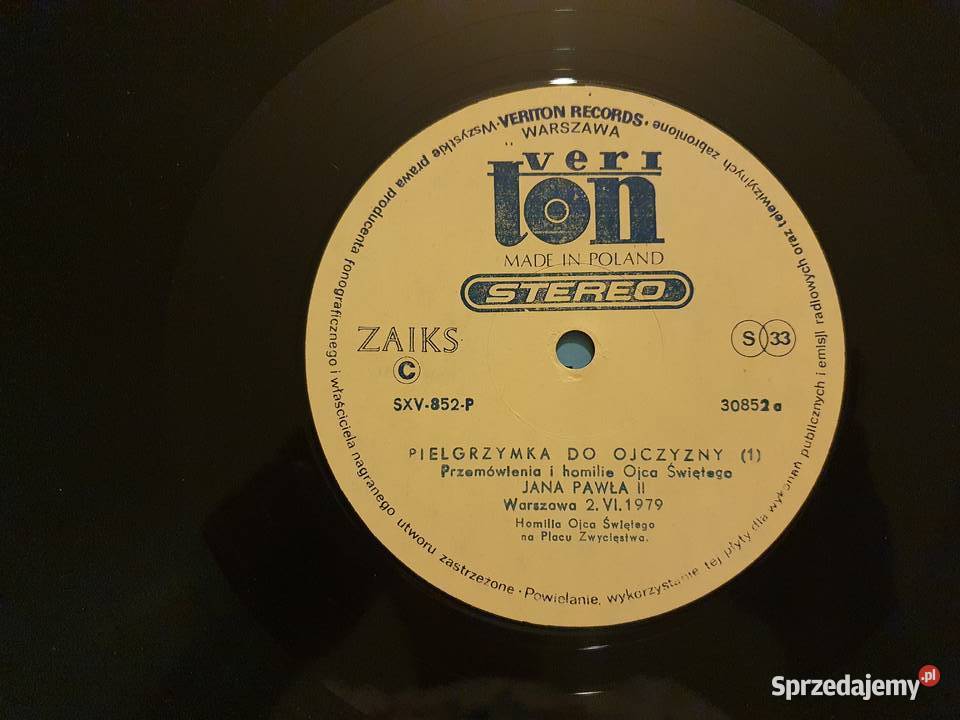 VERITON RECORDS • Wszystkie prawa producenta fonograficznego i właściciela nagranego utworu zastrzeżone • Powielanie, wykorzystanie tej płyty dla wykonań publicznych i emisji radiowych oraz telewizyjnych zabronione •
WARSZAWA
veri
ton
MADE IN POLAND
STEREO
ZAIKS
C
S 33
SXV-852-P
30852a
PIELGRZYMKA DO OJCZYZNY (1)
Przemówienia i homilie Ojca Świętego
JANA PAWŁA II
Warszawa 2.VI.1979
Homilia Ojca Świętego
na Placu Zwycięstwa.
Sprzedajemy.pl